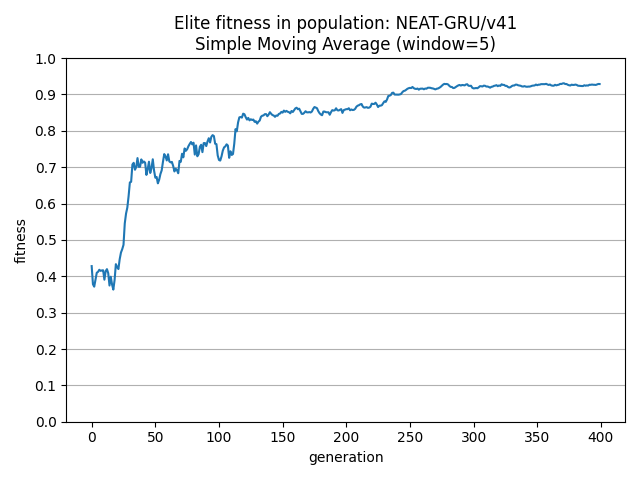 Elite fitness in population: NEAT-GRU/v41
Simple Moving Average (window=5)
1.0
0.9
0.8
0.7
0.6
0.5
0.4
0.3
0.2
0.1
0.0
fitness
0 50 100 150 200 250 300 350 400
generation